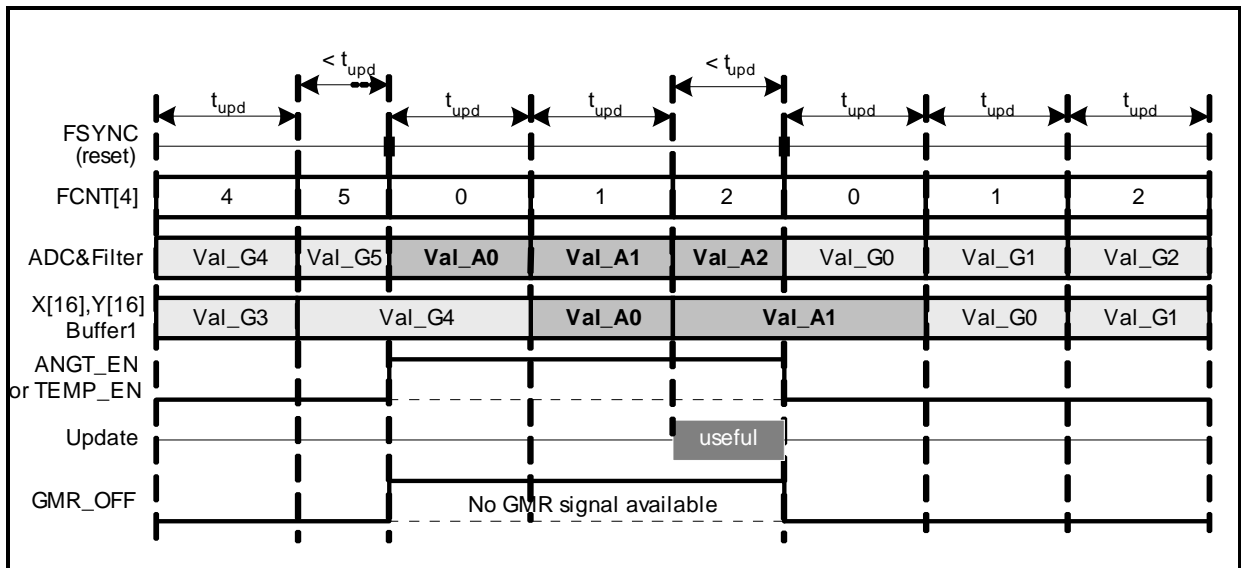 < t_upd < t_upd
t_upd t_upd t_upd t_upd t_upd t_upd
FSYNC
(reset)
FCNT[4] 4 5 0 1 2 0 1 2
ADC&Filter Val_G4 Val_G5 Val_A0 Val_A1 Val_A2 Val_G0 Val_G1 Val_G2
X[16],Y[16]
Buffer1 Val_G3 Val_G4 Val_A0 Val_A1 Val_G0 Val_G1
ANGT_EN
or TEMP_EN
Update useful
GMR_OFF No GMR signal available